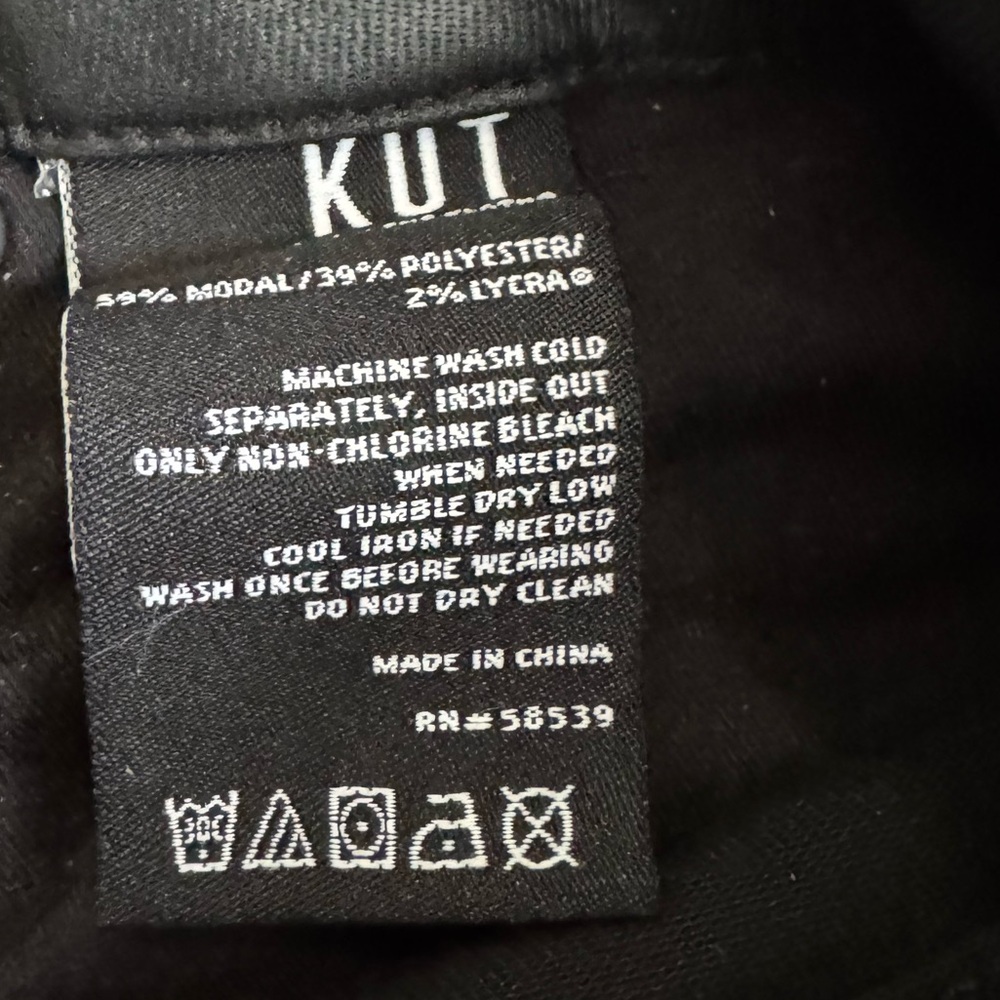 KUT
59% MODAL/39% POLYESTER/
2% LYCRA®
MACHINE WASH COLD
SEPARATELY, INSIDE OUT
ONLY NON-CHLORINE BLEACH
WHEN NEEDED
TUMBLE DRY LOW
COOL IRON IF NEEDED
WASH ONCE BEFORE WEARING
DO NOT DRY CLEAN
MADE IN CHINA
RN#58539
30C